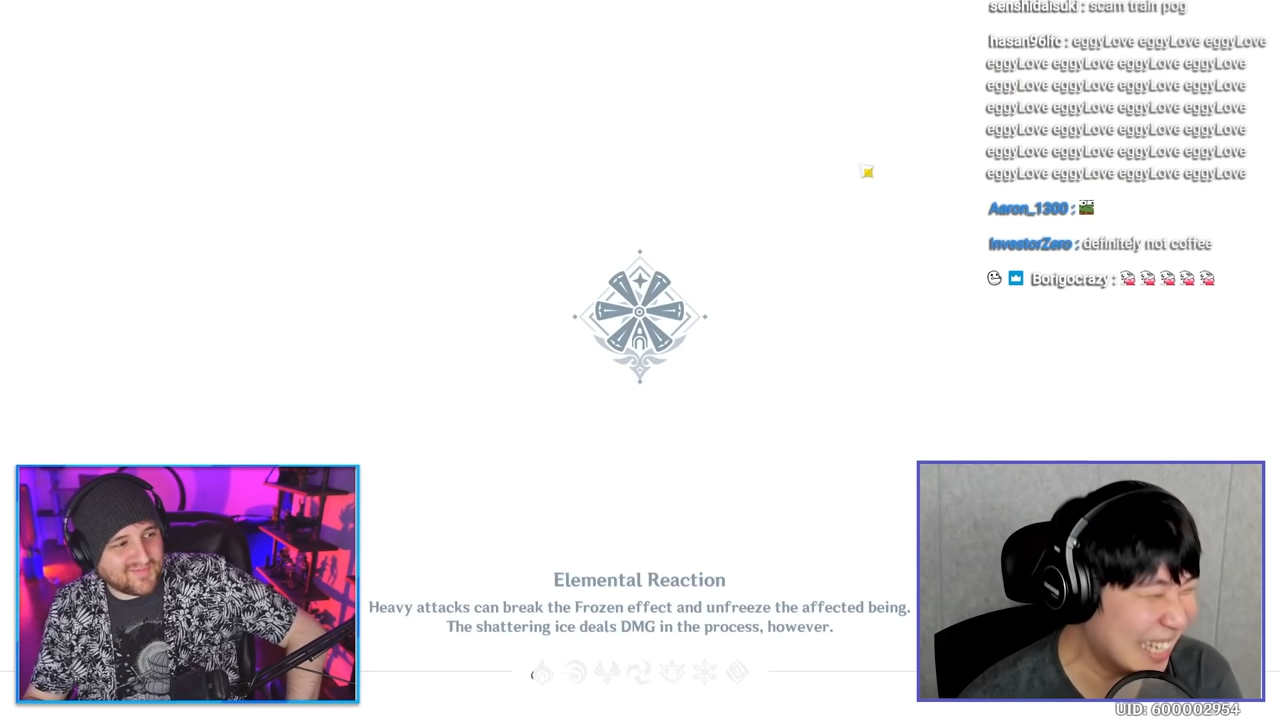 senshidaisuki : scam train pog
hasan96lfc : eggyLove eggyLove eggyLove
eggyLove eggyLove eggyLove eggyLove
eggyLove eggyLove eggyLove eggyLove
eggyLove eggyLove eggyLove eggyLove
eggyLove eggyLove eggyLove eggyLove
eggyLove eggyLove eggyLove eggyLove
eggyLove eggyLove eggyLove eggyLove
Aaron_1300 :
InvestorZero : definitely not coffee
Borigocrazy :
Elemental Reaction
Heavy attacks can break the Frozen effect and unfreeze the affected being.
The shattering ice deals DMG in the process, however.
UID: 600002954